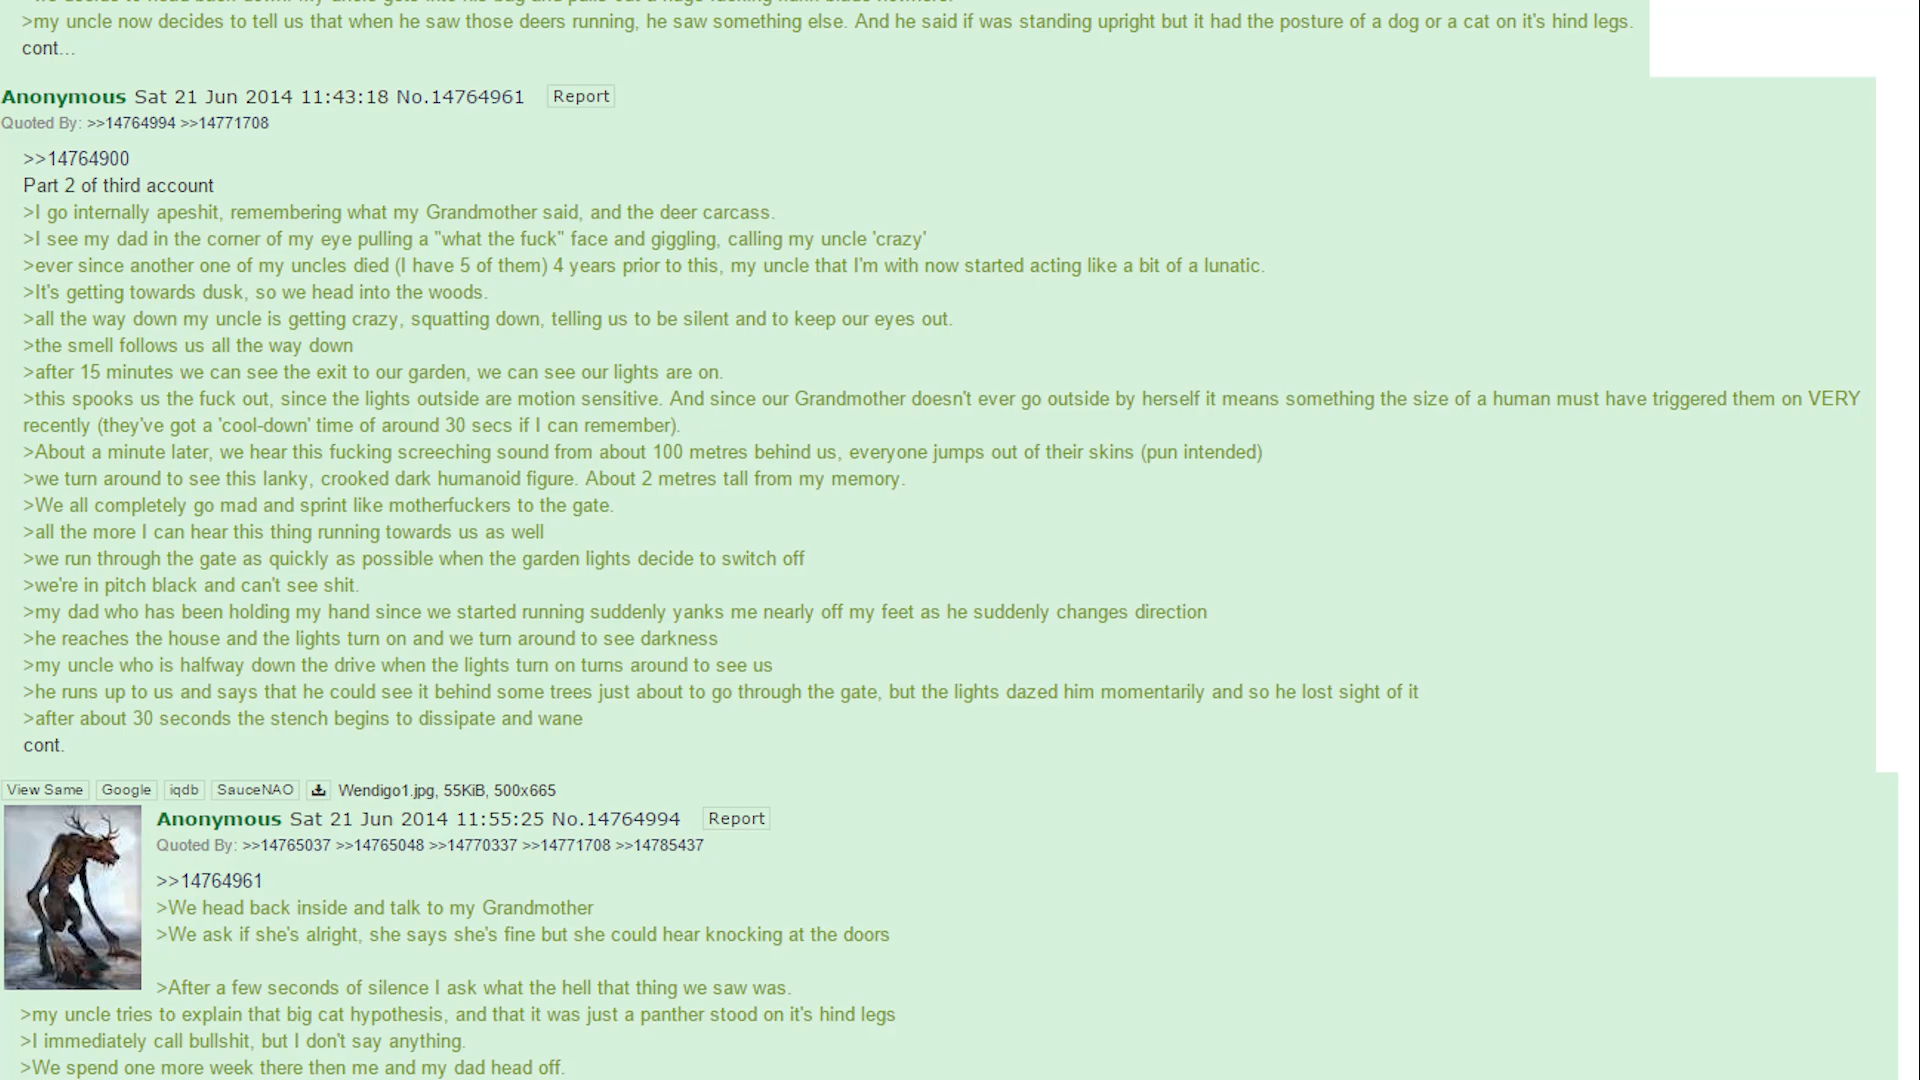 >my uncle now decides to tell us that when he saw those deers running, he saw something else. And he said if was standing upright but it had the posture of a dog or a cat on it's hind legs.
cont...
Anonymous Sat 21 Jun 2014 11:43:18 No.14764961 Report
Quoted By: >>14764994 >>14771708
>>14764900
Part 2 of third account
>I go internally apeshit, remembering what my Grandmother said, and the deer carcass.
>I see my dad in the corner of my eye pulling a "what the fuck" face and giggling, calling my uncle 'crazy'
>ever since another one of my uncles died (I have 5 of them) 4 years prior to this, my uncle that I'm with now started acting like a bit of a lunatic.
>It's getting towards dusk, so we head into the woods.
>all the way down my uncle is getting crazy, squatting down, telling us to be silent and to keep our eyes out.
>the smell follows us all the way down
>after 15 minutes we can see the exit to our garden, we can see our lights are on.
>this spooks us the fuck out, since the lights outside are motion sensitive. And since our Grandmother doesn't ever go outside by herself it means something the size of a human must have triggered them on VERY
recently (they've got a 'cool-down' time of around 30 secs if I can remember).
>About a minute later, we hear this fucking screeching sound from about 100 metres behind us, everyone jumps out of their skins (pun intended)
>we turn around to see this lanky, crooked dark humanoid figure. About 2 metres tall from my memory.
>We all completely go mad and sprint like motherfuckers to the gate.
>all the more I can hear this thing running towards us as well
>we run through the gate as quickly as possible when the garden lights decide to switch off
>we're in pitch black and can't see shit.
>my dad who has been holding my hand since we started running suddenly yanks me nearly off my feet as he suddenly changes direction
>he reaches the house and the lights turn on and we turn around to see darkness
>my uncle who is halfway down the drive when the lights turn on turns around to see us
>he runs up to us and says that he could see it behind some trees just about to go through the gate, but the lights dazed him momentarily and so he lost sight of it
>after about 30 seconds the stench begins to dissipate and wane
cont.
View Same Google iqdb SauceNAO Wendigo1.jpg, 55KiB, 500x665
Anonymous Sat 21 Jun 2014 11:55:25 No.14764994 Report
Quoted By: >>14765037 >>14765048 >>14770337 >>14771708 >>14785437
>>14764961
>We head back inside and talk to my Grandmother
>We ask if she's alright, she says she's fine but she could hear knocking at the doors
>After a few seconds of silence I ask what the hell that thing we saw was.
>my uncle tries to explain that big cat hypothesis, and that it was just a panther stood on it's hind legs
>I immediately call bullshit, but I don't say anything.
>We spend one more week there then me and my dad head off.